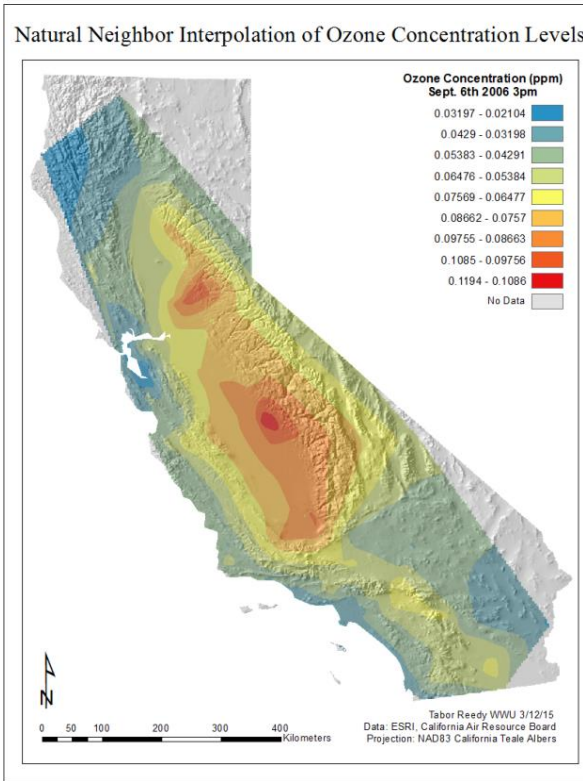 Natural Neighbor Interpolation of Ozone Concentration Levels
Ozone Concentration (ppm)
Sept. 6th 2006 3pm
0.03197 - 0.02104
0.0429 - 0.03198
0.05383 - 0.04291
0.06476 - 0.05384
0.07569 - 0.06477
0.08662 - 0.0757
0.09755 - 0.08663
0.1085 - 0.09756
0.1194 - 0.1086
No Data
N
0 50 100 200 300 400
Kilometers
Tabor Reedy WWU 3/12/15
Data: ESRI, California Air Resource Board
Projection: NAD83 California Teale Albers